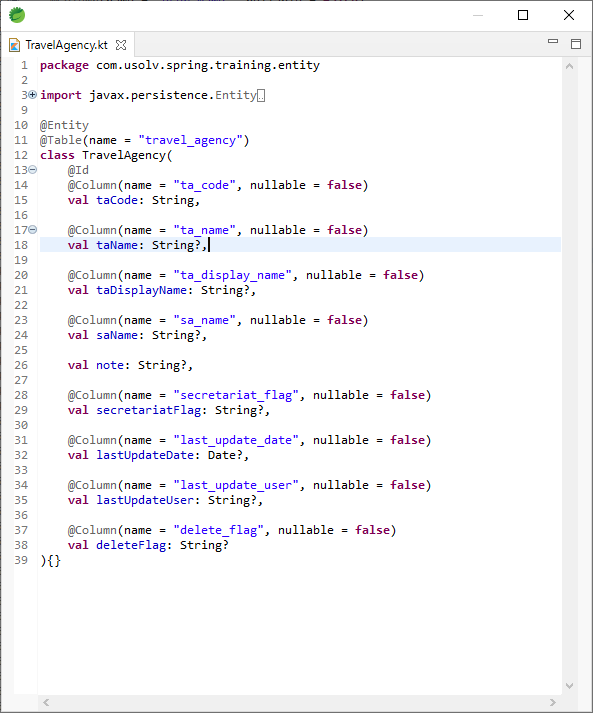 TravelAgency.kt
1 package com.usolv.spring.training.entity
2
3 import javax.persistence.Entity
9
10 @Entity
11 @Table(name = "travel_agency")
12 class TravelAgency(
13 @Id
14 @Column(name = "ta_code", nullable = false)
15 val taCode: String,
16
17 @Column(name = "ta_name", nullable = false)
18 val taName: String?,
19
20 @Column(name = "ta_display_name", nullable = false)
21 val taDisplayName: String?,
22
23 @Column(name = "sa_name", nullable = false)
24 val saName: String?,
25
26 val note: String?,
27
28 @Column(name = "secretariat_flag", nullable = false)
29 val secretariatFlag: String?,
30
31 @Column(name = "last_update_date", nullable = false)
32 val lastUpdateDate: Date?,
33
34 @Column(name = "last_update_user", nullable = false)
35 val lastUpdateUser: String?,
36
37 @Column(name = "delete_flag", nullable = false)
38 val deleteFlag: String?
39 ){}